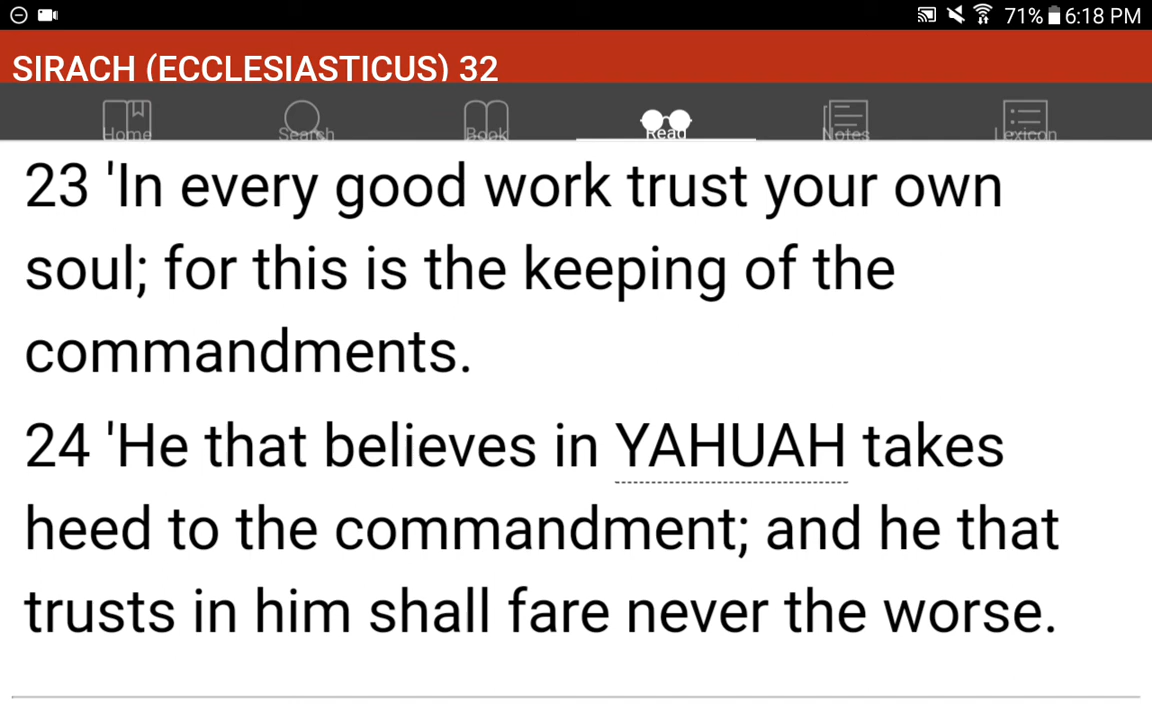 71% 6:18 PM
SIRACH (ECCLESIASTICUS) 32
Home Search Book Read Notes Lexicon
23 'In every good work trust your own
soul; for this is the keeping of the
commandments.
24 'He that believes in YAHUAH takes
heed to the commandment; and he that
trusts in him shall fare never the worse.